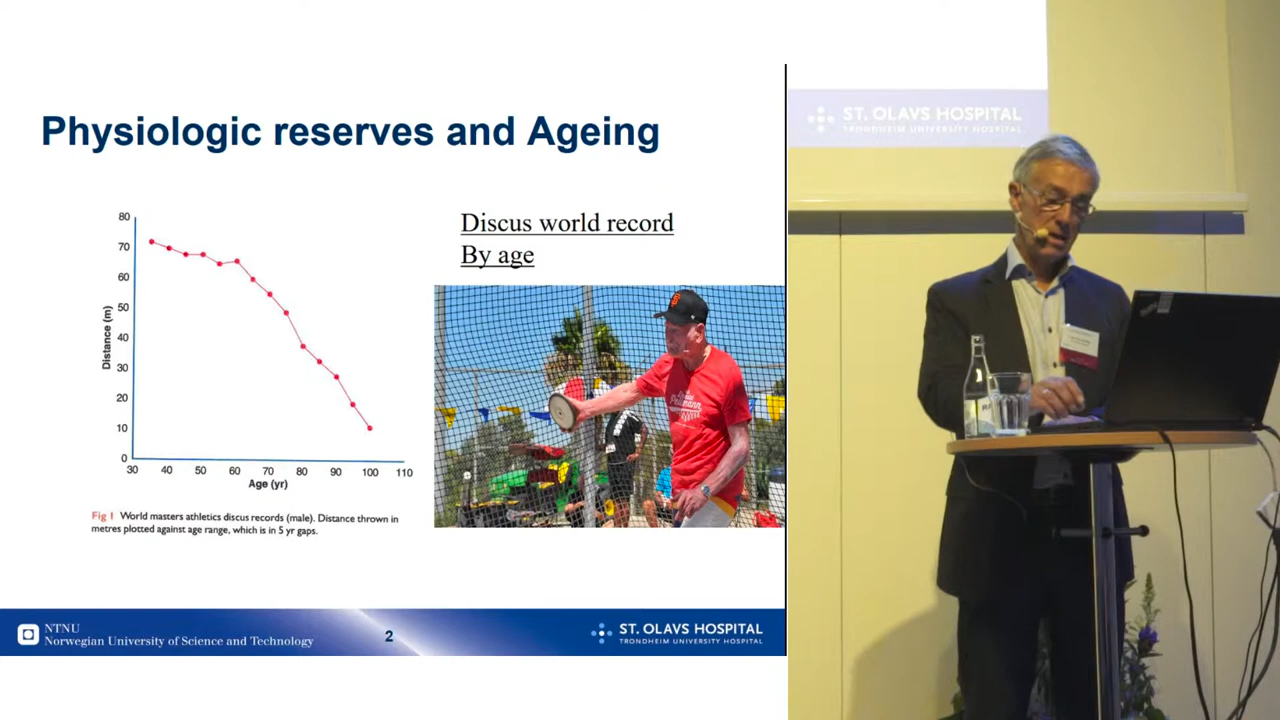 Physiologic reserves and Ageing
Discus world record
By age
80
70
60
50
40
30
20
10
0
Distance (m)
30 40 50 60 70 80 90 100 110
Age (yr)
Fig 1 World masters athletics discus records (male). Distance thrown in
metres plotted against age range, which is in 5 yr gaps.
NTNU
Norwegian University of Science and Technology
2
ST. OLAVS HOSPITAL
TRONDHEIM UNIVERSITY HOSPITAL
ST. OLAVS HOSPITAL
TRONDHEIM UNIVERSITY HOSPITAL